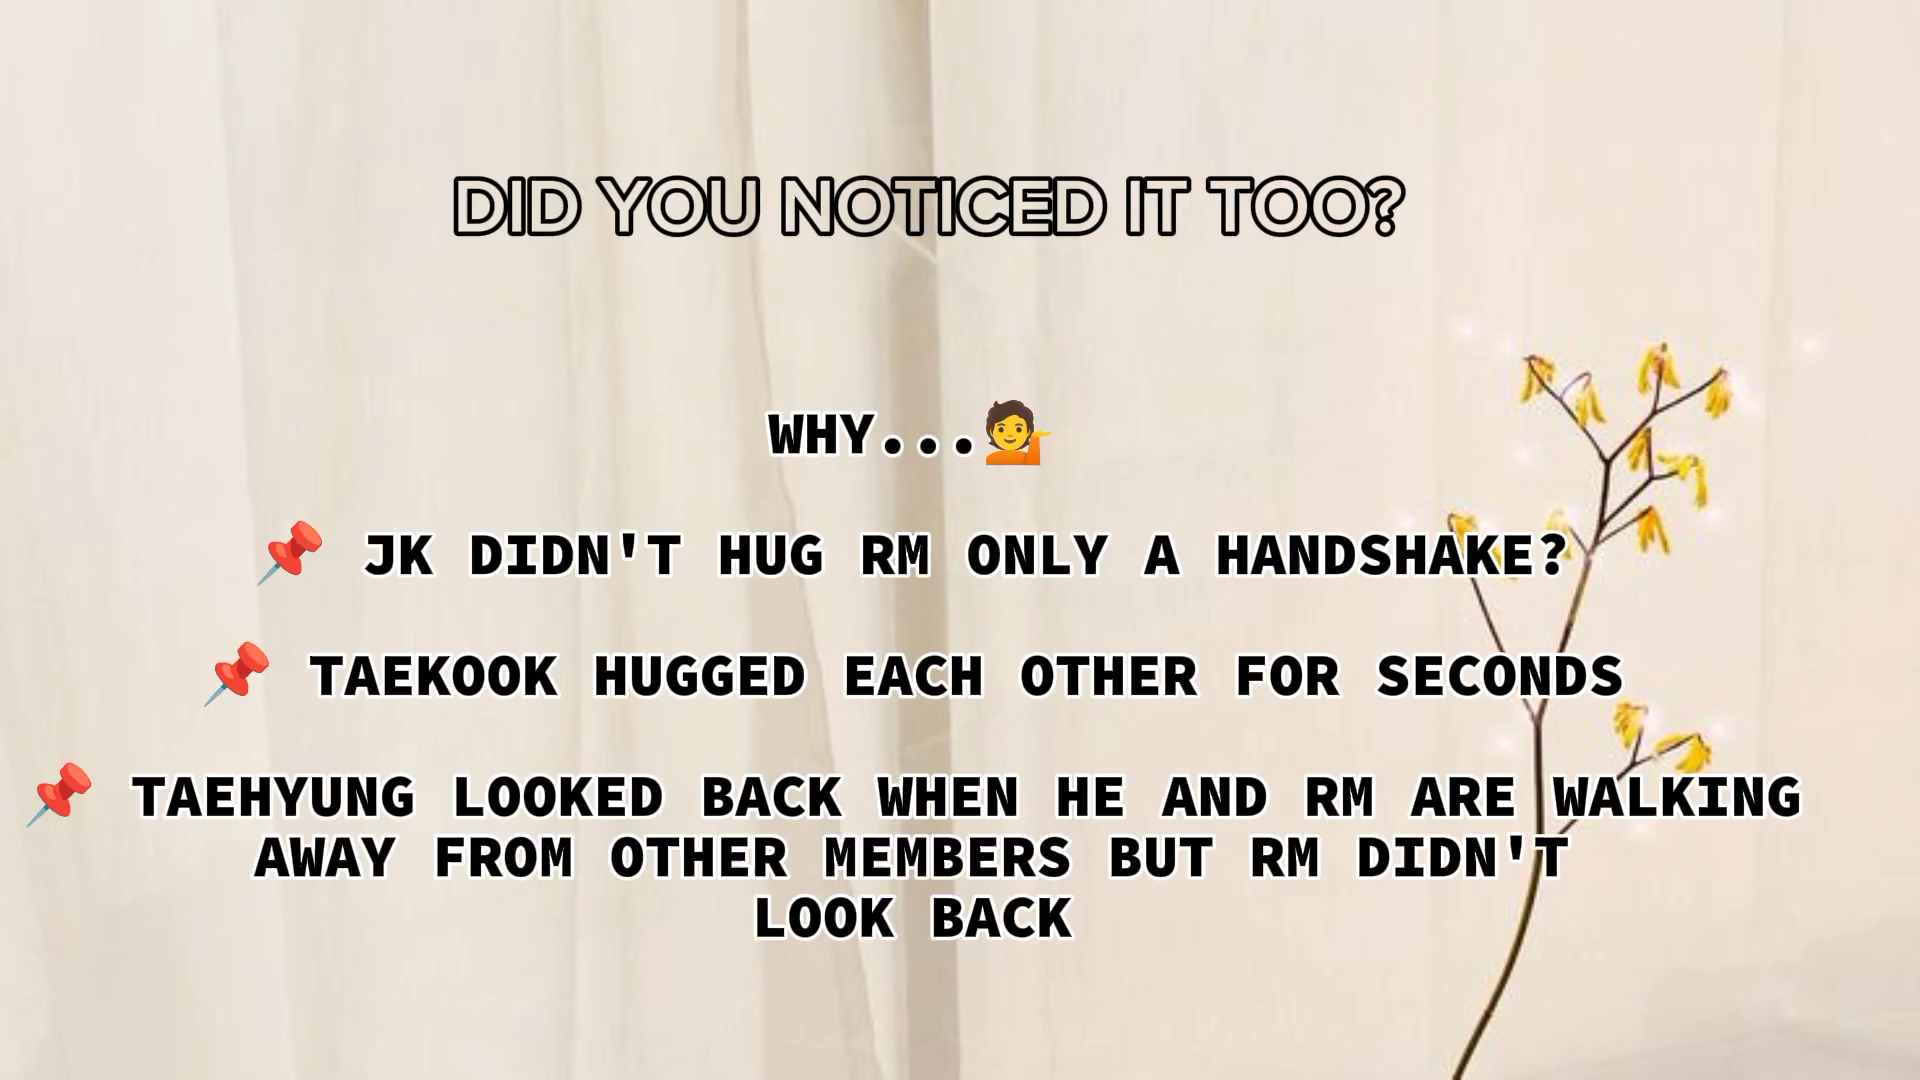 DID YOU NOTICED IT TOO?
WHY...💁
📌 JK DIDN'T HUG RM ONLY A HANDSHAKE?
📌 TAEKOOK HUGGED EACH OTHER FOR SECONDS
📌 TAEHYUNG LOOKED BACK WHEN HE AND RM ARE WALKING
AWAY FROM OTHER MEMBERS BUT RM DIDN'T
LOOK BACK